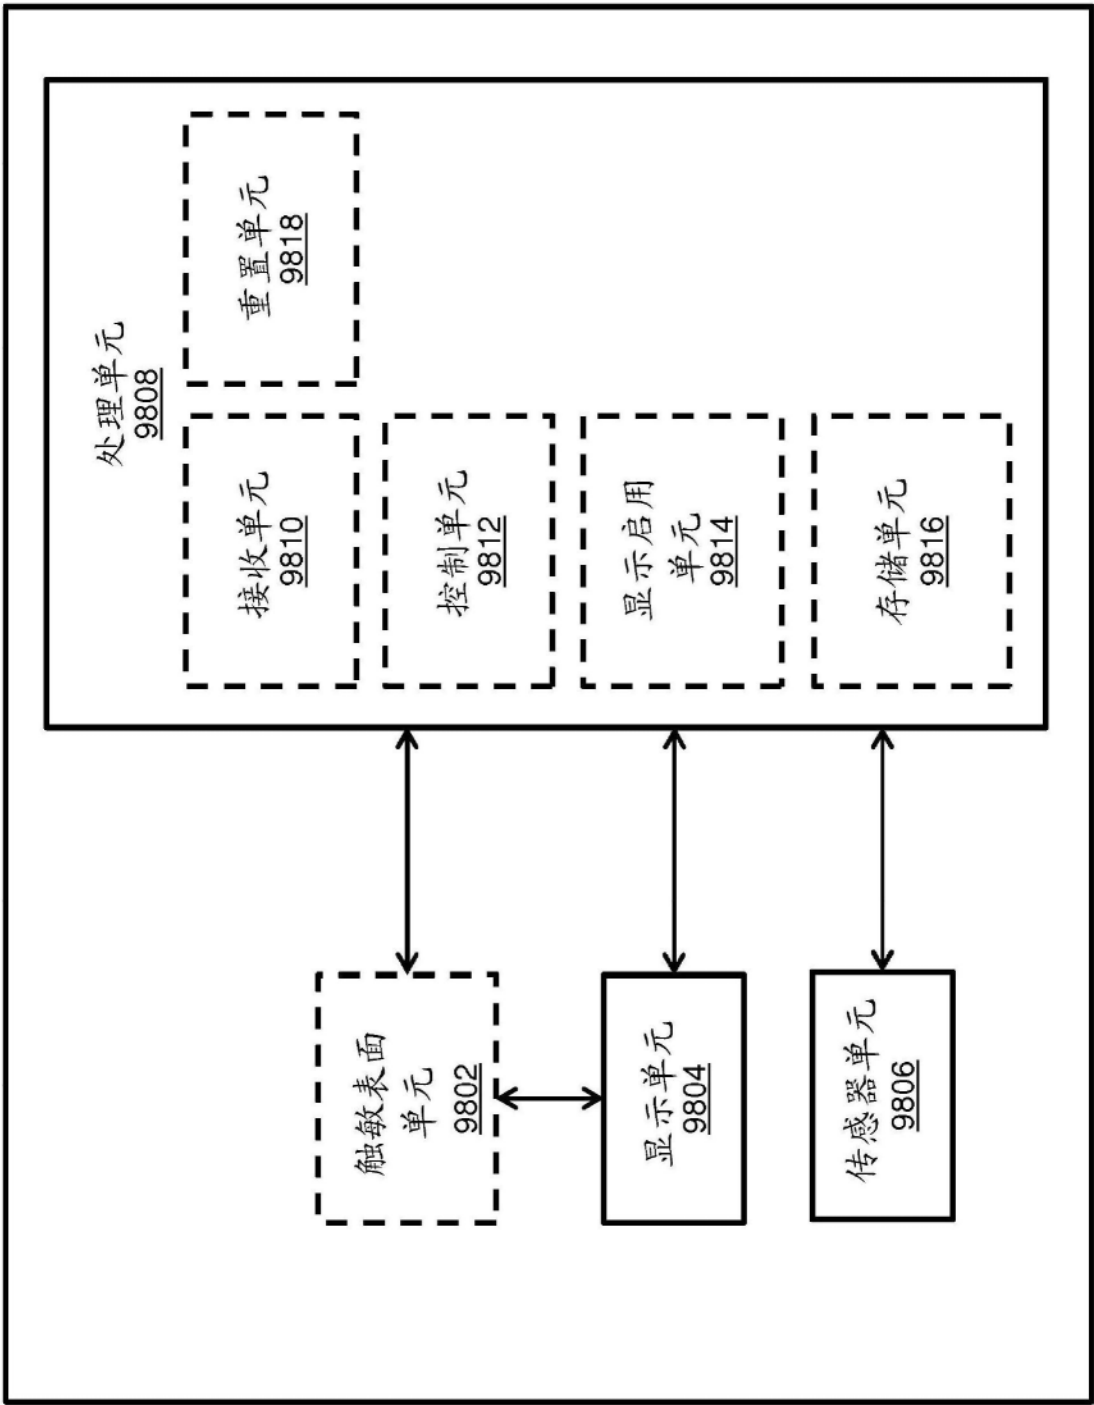 处理单元
9808
接收单元
9810
重置单元
9818
控制单元
9812
显示启用
单元
9814
存储单元
9816
触敏表面
单元
9802
显示单元
9804
传感器单元
9806